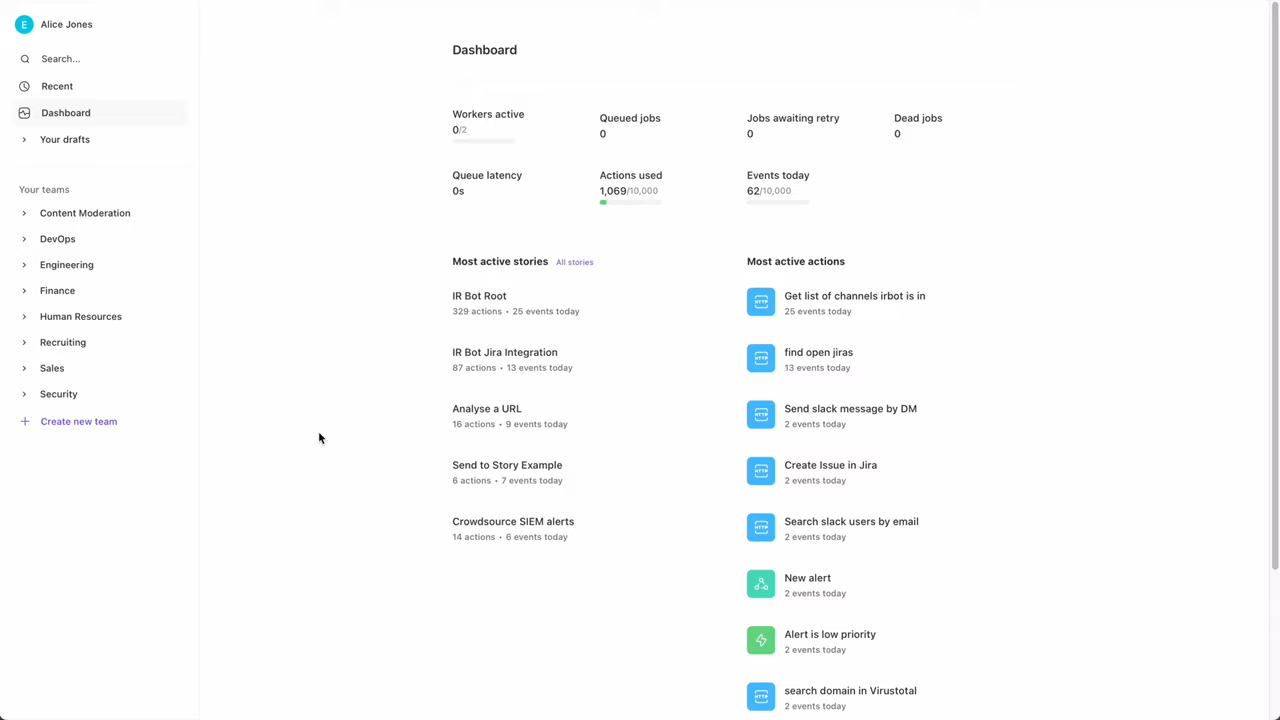 E Alice Jones
Search...
Recent
Dashboard
Your drafts
Your teams
Content Moderation
DevOps
Engineering
Finance
Human Resources
Recruiting
Sales
Security
Create new team
Dashboard
Workers active
0/2
Queued jobs
0
Jobs awaiting retry
0
Dead jobs
0
Queue latency
0s
Actions used
1,069/10,000
Events today
62/10,000
Most active stories All stories
IR Bot Root
329 actions • 25 events today
IR Bot Jira Integration
87 actions • 13 events today
Analyse a URL
16 actions • 9 events today
Send to Story Example
6 actions • 7 events today
Crowdsource SIEM alerts
14 actions • 6 events today
Most active actions
HTTP Get list of channels irbot is in
25 events today
HTTP find open jiras
13 events today
HTTP Send slack message by DM
2 events today
HTTP Create Issue in Jira
2 events today
HTTP Search slack users by email
2 events today
New alert
2 events today
Alert is low priority
2 events today
HTTP search domain in Virustotal
2 events today